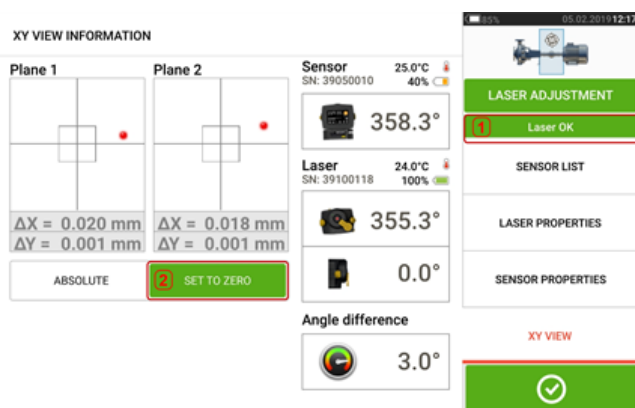 85% 05.02.2019 12:17
XY VIEW INFORMATION
Plane 1
Plane 2
ΔX = 0.020 mm
ΔY = 0.001 mm
ΔX = 0.018 mm
ΔY = 0.001 mm
ABSOLUTE
2 SET TO ZERO
Sensor 25.0°C
SN: 39050010 40%
358.3°
Laser 24.0°C
SN: 39100118 100%
355.3°
0.0°
Angle difference
3.0°
LASER ADJUSTMENT
1 Laser OK
SENSOR LIST
LASER PROPERTIES
SENSOR PROPERTIES
XY VIEW